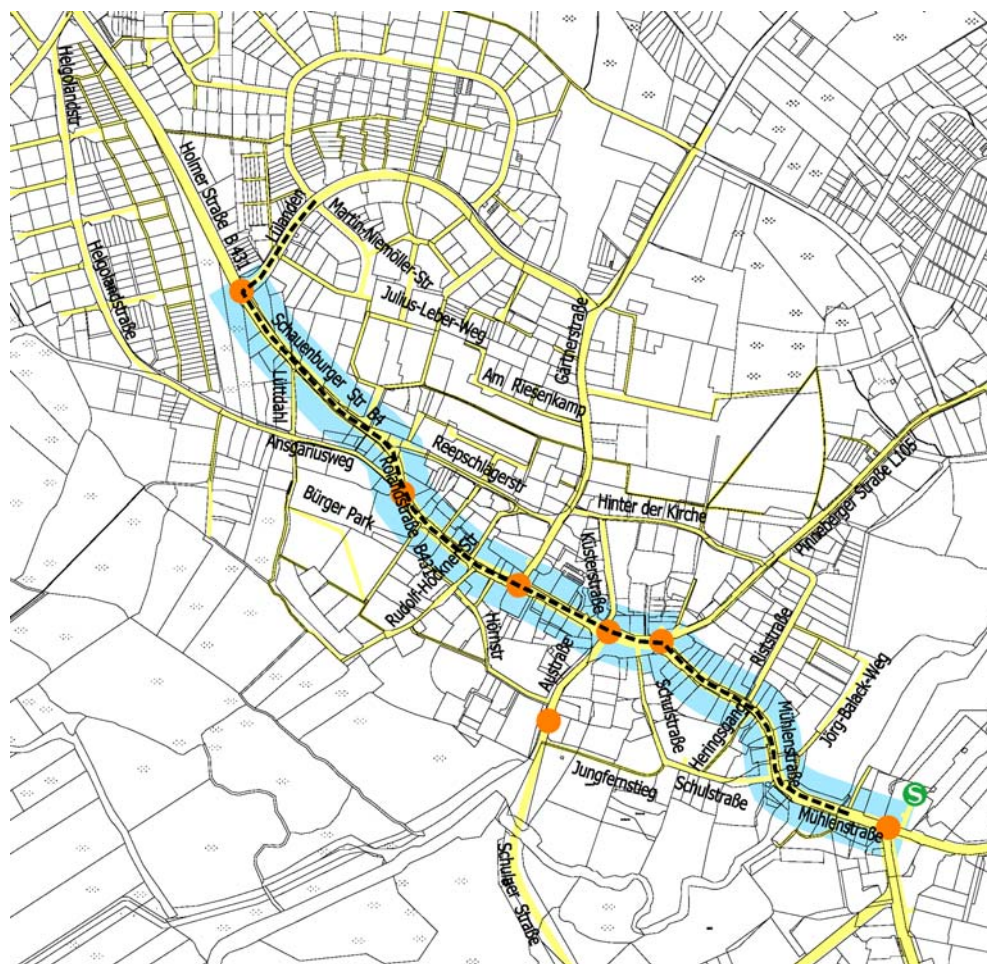 Helgolandstr
Holmer Straße B 431
Lülanden
Martin-Niemöller-Str
Helgolandstraße
Julius-Leber-Weg
Gärtnerstraße
Schauenburger Str B4
Lüttdahl
Am Riesenkamp
Ansgariusweg
Reepschlägerstr
Pinneberger Straße L105
Bürger Park
Rolandstraße B431
Hinter der Kirche
Rudolf-Höckner-Str
Küsterstraße
Hörnstr
Austraße
Riststraße
Schulstraße
Heringsgang
Mühlenstraße
Jörg-Balack-Weg
Jungfernstieg
Schulstraße
S
Mühlenstraße
Schulauer Straße